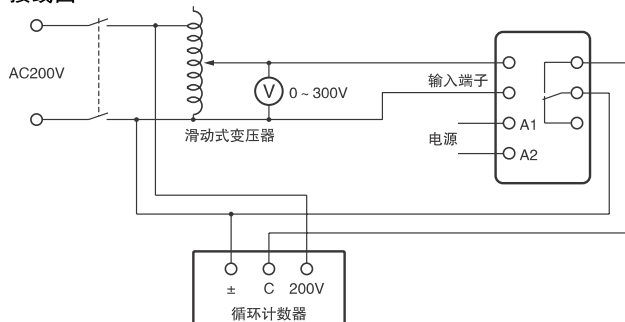 接线图
AC200V
V
0～300V
滑动式变压器
输入端子
A1
电源
A2
± C 200V
循环计数器